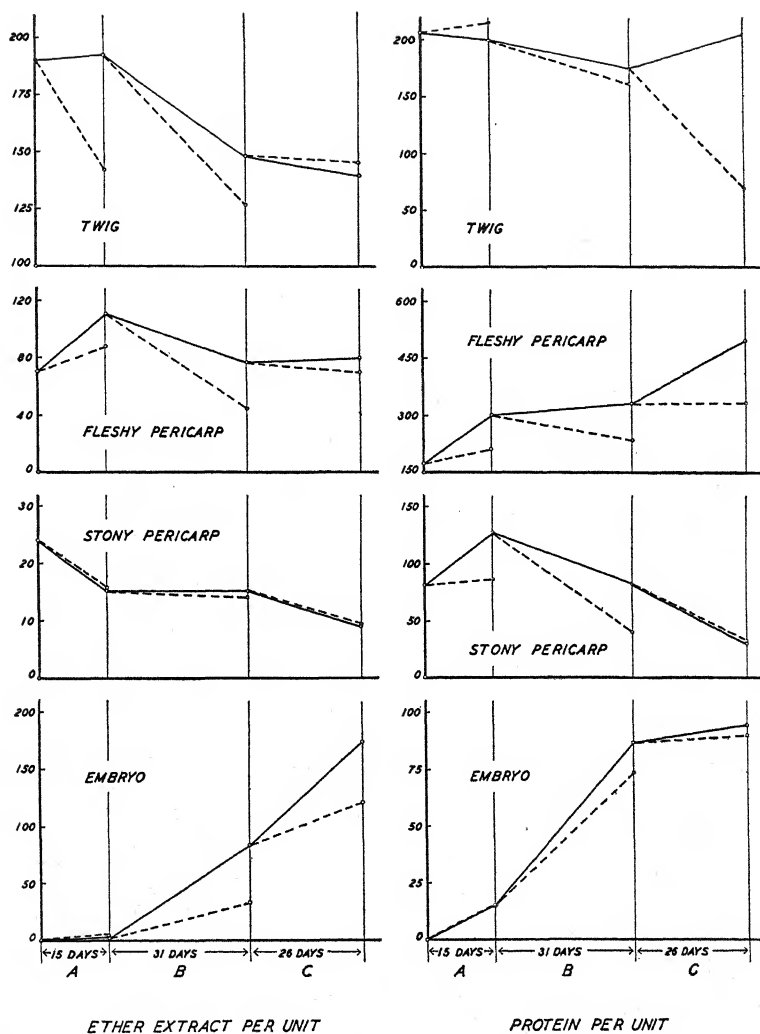 210
200
175
150
125
100
TWIG
120
80
40
0
FLESHY PERICARP
30
20
10
0
STONY PERICARP
200
150
100
50
0
EMBRYO
15 DAYS
31 DAYS
26 DAYS
A
B
C
ETHER EXTRACT PER UNIT
200
150
100
50
0
TWIG
600
450
300
150
FLESHY PERICARP
150
100
50
0
STONY PERICARP
100
75
50
25
0
EMBRYO
15 DAYS
31 DAYS
26 DAYS
A
B
C
PROTEIN PER UNIT